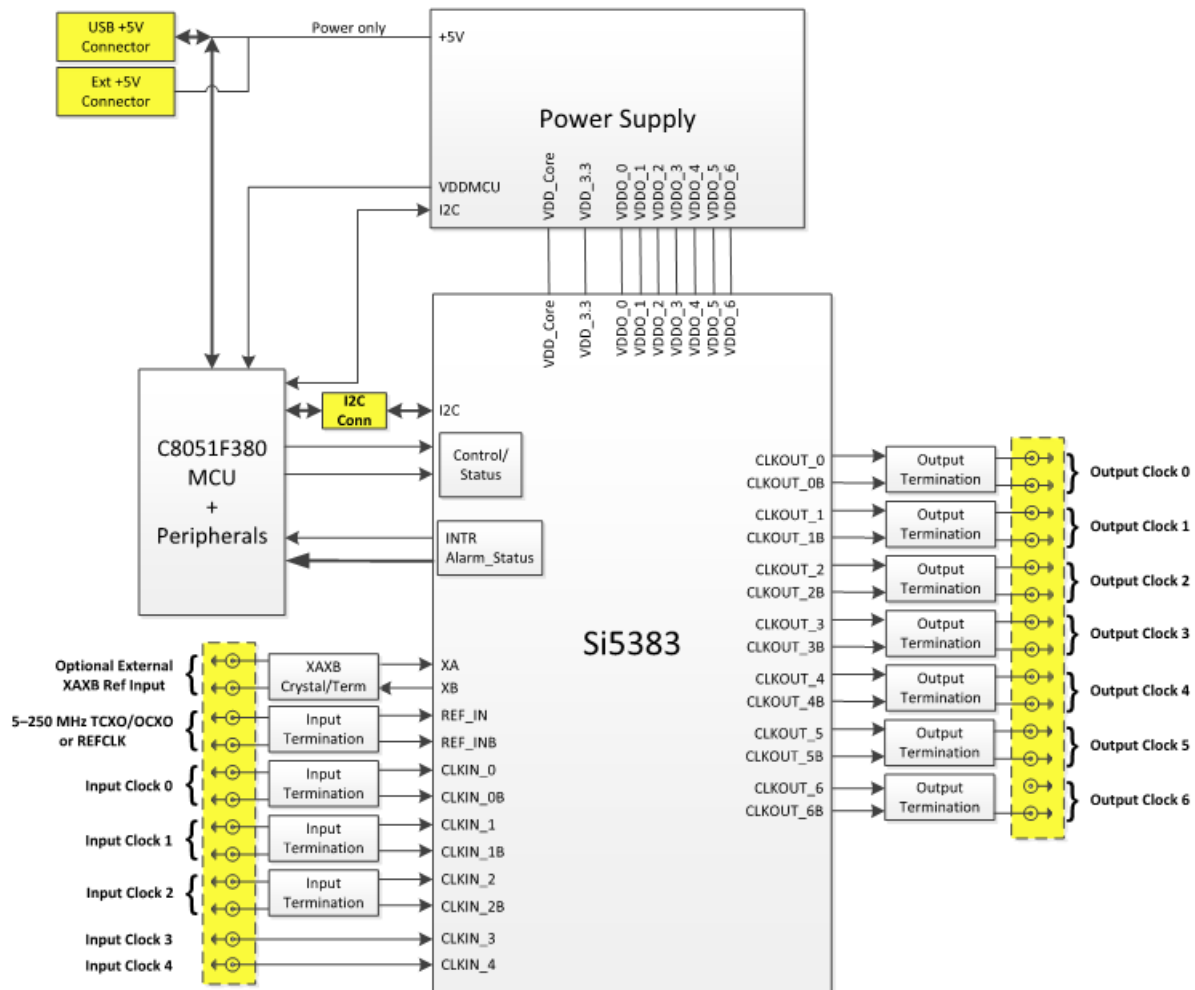 USB +5V
Connector
Ext +5V
Connector
Power only
+5V
Power Supply
VDDMCU
I2C
VDD_Core
VDD_3.3
VDDO_0
VDDO_1
VDDO_2
VDDO_3
VDDO_4
VDDO_5
VDDO_6
VDD_Core
VDD_3.3
VDDO_0
VDDO_1
VDDO_2
VDDO_3
VDDO_4
VDDO_5
VDDO_6
C8051F380
MCU
+
Peripherals
I2C
Conn
I2C
Control/
Status
INTR
Alarm_Status
Si5383
Optional External
XAXB Ref Input
XAXB
Crystal/Term
XA
XB
5–250 MHz TCXO/OCXO
or REFCLK
Input
Termination
REF_IN
REF_INB
Input Clock 0
Input
Termination
CLKIN_0
CLKIN_0B
Input Clock 1
Input
Termination
CLKIN_1
CLKIN_1B
Input Clock 2
Input
Termination
CLKIN_2
CLKIN_2B
Input Clock 3
CLKIN_3
Input Clock 4
CLKIN_4
CLKOUT_0
CLKOUT_0B
Output
Termination
Output Clock 0
CLKOUT_1
CLKOUT_1B
Output
Termination
Output Clock 1
CLKOUT_2
CLKOUT_2B
Output
Termination
Output Clock 2
CLKOUT_3
CLKOUT_3B
Output
Termination
Output Clock 3
CLKOUT_4
CLKOUT_4B
Output
Termination
Output Clock 4
CLKOUT_5
CLKOUT_5B
Output
Termination
Output Clock 5
CLKOUT_6
CLKOUT_6B
Output
Termination
Output Clock 6